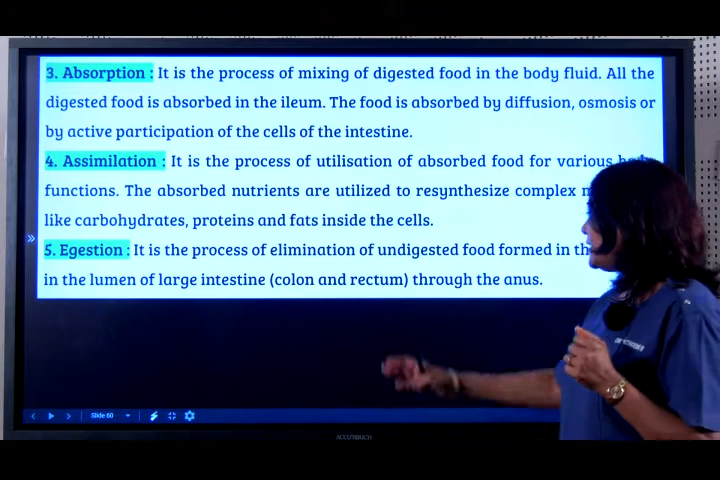 3. Absorption : It is the process of mixing of digested food in the body fluid. All the
digested food is absorbed in the ileum. The food is absorbed by diffusion, osmosis or
by active participation of the cells of the intestine.
4. Assimilation : It is the process of utilisation of absorbed food for various body
functions. The absorbed nutrients are utilized to resynthesize complex
like carbohydrates, proteins and fats inside the cells.
5. Egestion : It is the process of elimination of undigested food formed in
in the lumen of large intestine (colon and rectum) through the anus.
Slide 60
ACCUTOUCH